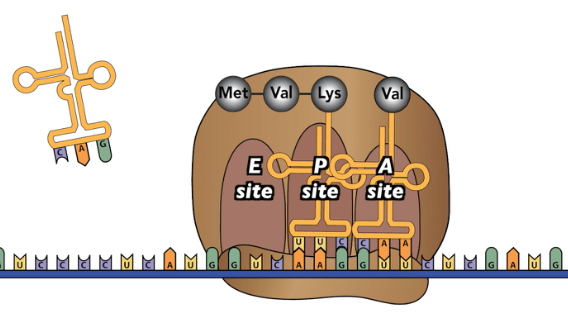 Met Val Lys Val
C A G
E site P site A site
U U C C A A
U C C C C U C A U G G U C A A G G U U C U C G A U G